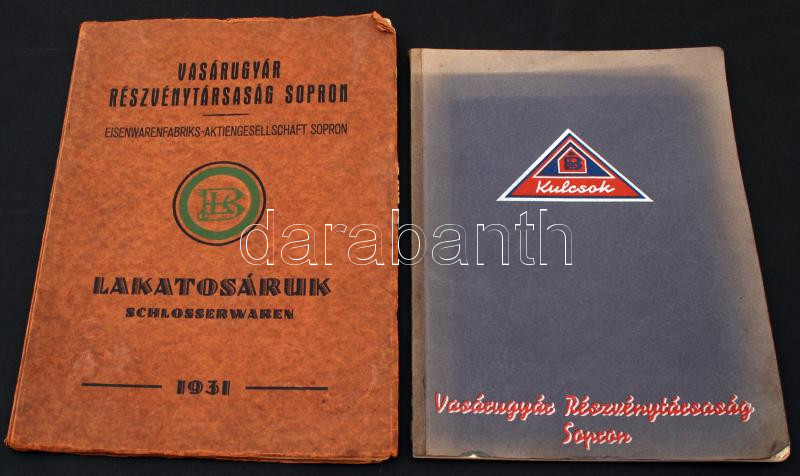 VASÁRUGYÁR
RÉSZVÉNYTÁRSASÁG SOPRON
EISENWARENFABRIKS-AKTIENGESELLSCHAFT SOPRON
LAKATOSÁRUK
SCHLOSSERWAREN
1931
B
Kulcsok
Vasárugyár Részvénytársaság
Sopron
darabanth